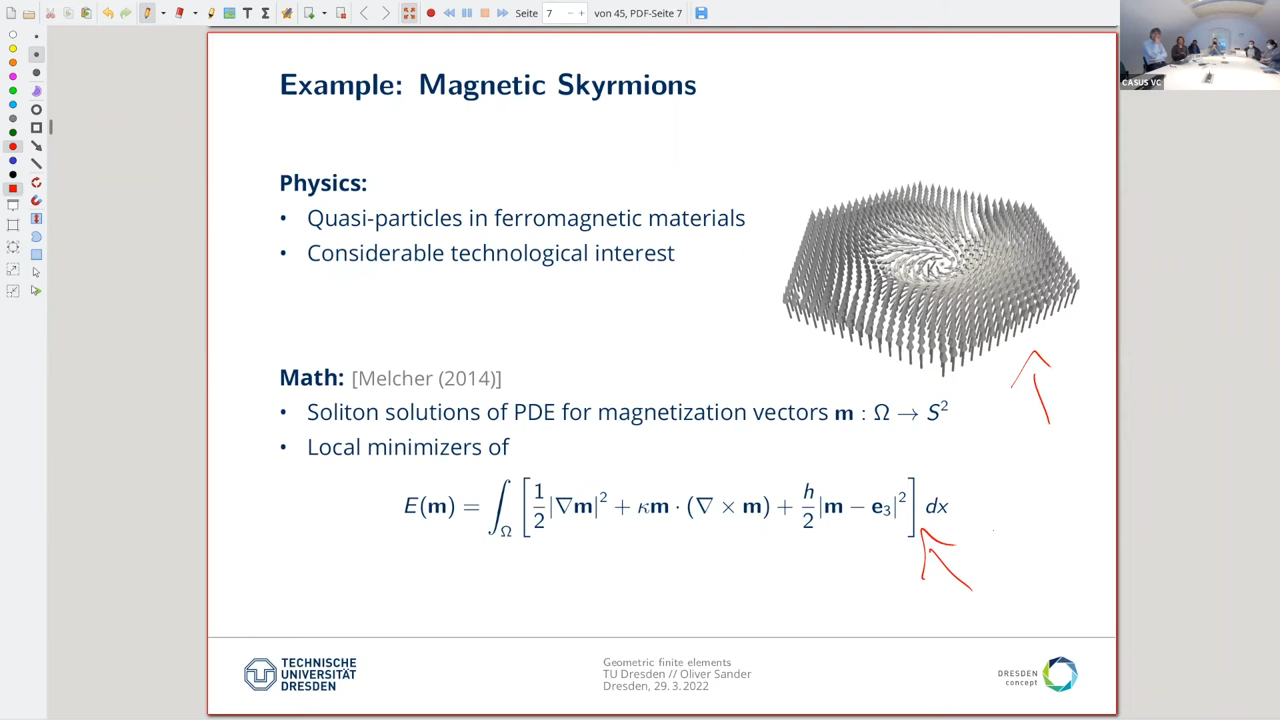 Seite 7 von 45, PDF-Seite 7
CASUS VC
Example: Magnetic Skyrmions
Physics:
• Quasi-particles in ferromagnetic materials
• Considerable technological interest
Math: [Melcher (2014)]
• Soliton solutions of PDE for magnetization vectors m : Ω → S²
• Local minimizers of
E(m) = ∫_Ω [ 1/2 |∇m|² + κm · (∇ × m) + h/2 |m − e₃|² ] dx
TECHNISCHE
UNIVERSITÄT
DRESDEN
Geometric finite elements
TU Dresden // Oliver Sander
Dresden, 29. 3. 2022
DRESDEN
concept